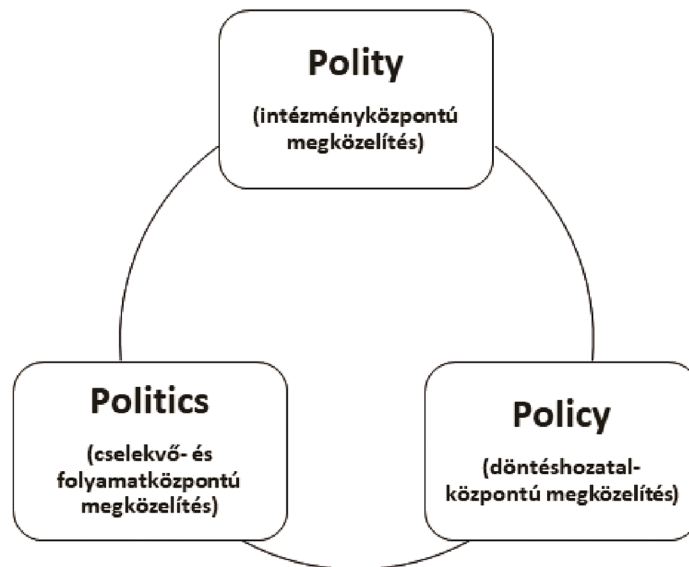 Polity
(intézményközpontú
megközelítés)
Politics
(cselekvő- és
folyamatközpontú
megközelítés)
Policy
(döntéshozatal-
központú megközelítés)